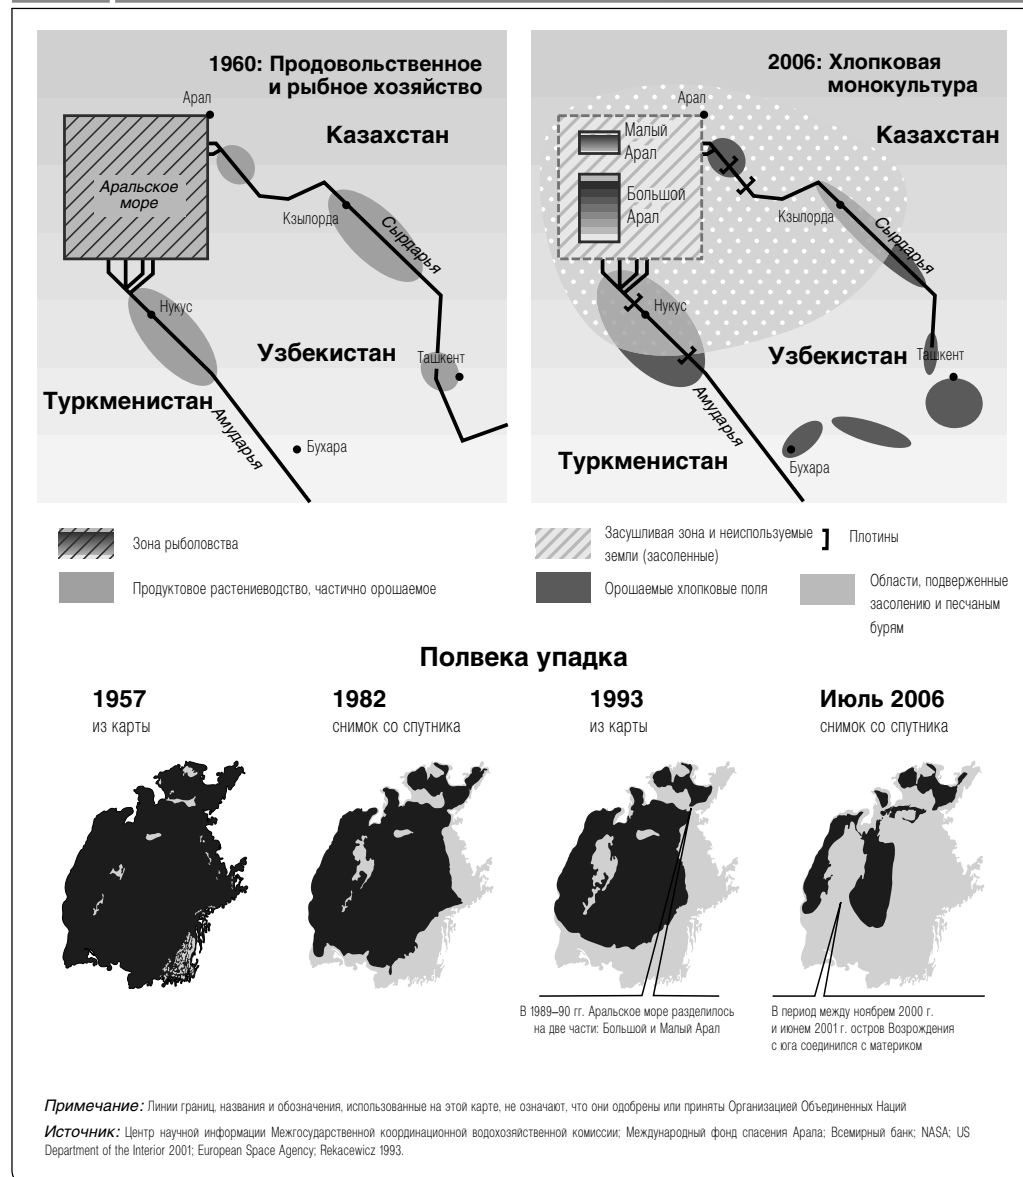 1960: Продовольственное
и рыбное хозяйство
Арал
Казахстан
Аральское
море
Кзылорда
Сырдарья
Нукус
Узбекистан
Ташкент
Туркменистан
Амударья
Бухара
2006: Хлопковая
монокультура
Арал
Малый
Арал
Казахстан
Большой
Арал
Кзылорда
Сырдарья
Нукус
Узбекистан
Ташкент
Амударья
Туркменистан
Бухара
Зона рыболовства
Продуктовое растениеводство, частично орошаемое
Засушливая зона и неиспользуемые
земли (засоленные)
Плотины
Орошаемые хлопковые поля
Области, подверженные
засолению и песчаным
бурям
Полвека упадка
1957
из карты
1982
снимок со спутника
1993
из карты
Июль 2006
снимок со спутника
В 1989–90 гг. Аральское море разделилось
на две части: Большой и Малый Арал
В период между ноябрем 2000 г.
и июнем 2001 г. остров Возрождения
с юга соединился с материком
Примечание: Линии границ, названия и обозначения, использованные на этой карте, не означают, что они одобрены или приняты Организацией Объединенных Наций
Источник: Центр научной информации Межгосударственной координационной водохозяйственной комиссии; Международный фонд спасения Арала; Всемирный банк; NASA; US
Department of the Interior 2001; European Space Agency; Rekacewicz 1993.